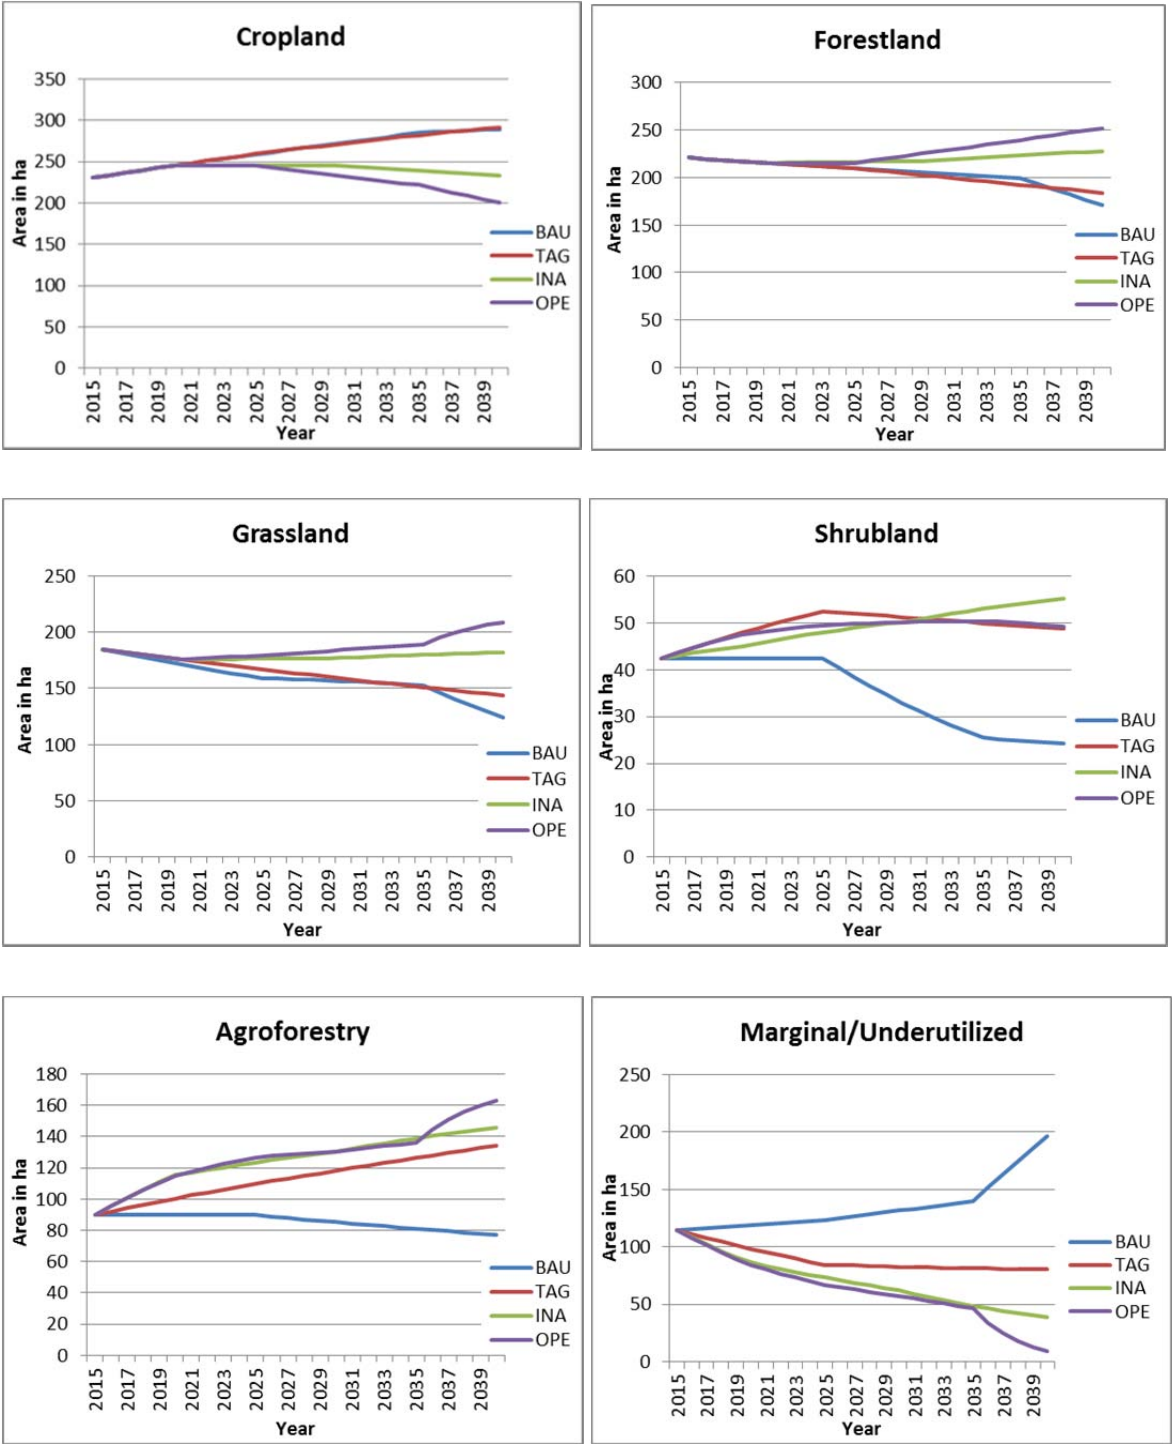 Cropland
350
300
250
200
150
100
50
0
Area in ha
2015 2017 2019 2021 2023 2025 2027 2029 2031 2033 2035 2037 2039
Year
BAU
TAG
INA
OPE
Forestland
300
250
200
150
100
50
0
Area in ha
2015 2017 2019 2021 2023 2025 2027 2029 2031 2033 2035 2037 2039
Year
BAU
TAG
INA
OPE
Grassland
250
200
150
100
50
0
Area in ha
2015 2017 2019 2021 2023 2025 2027 2029 2031 2033 2035 2037 2039
Year
BAU
TAG
INA
OPE
Shrubland
60
50
40
30
20
10
0
Area in ha
2015 2017 2019 2021 2023 2025 2027 2029 2031 2033 2035 2037 2039
Year
BAU
TAG
INA
OPE
Agroforestry
180
160
140
120
100
80
60
40
20
0
Area in ha
2015 2017 2019 2021 2023 2025 2027 2029 2031 2033 2035 2037 2039
Year
BAU
TAG
INA
OPE
Marginal/Underutilized
250
200
150
100
50
0
Area in ha
2015 2017 2019 2021 2023 2025 2027 2029 2031 2033 2035 2037 2039
Year
BAU
TAG
INA
OPE